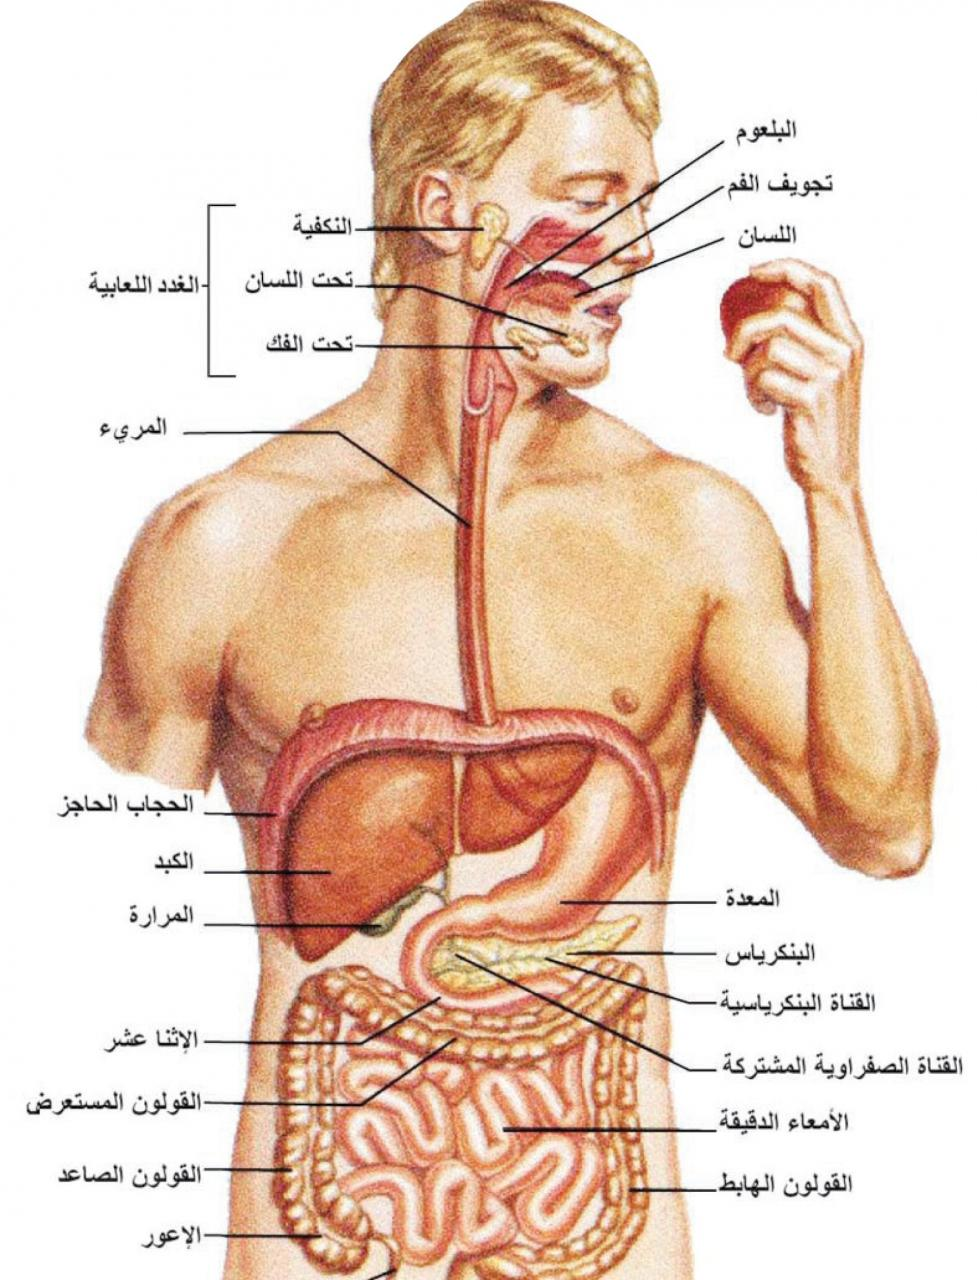 البلعوم
تجويف الفم
اللسان
النكفية
تحت اللسان
الغدد اللعابية
تحت الفك
المريء
الحجاب الحاجز
الكبد
المرارة
المعدة
البنكرياس
القناة البنكرياسية
الإثنا عشر
القناة الصفراوية المشتركة
القولون المستعرض
الأمعاء الدقيقة
القولون الصاعد
القولون الهابط
الإعور